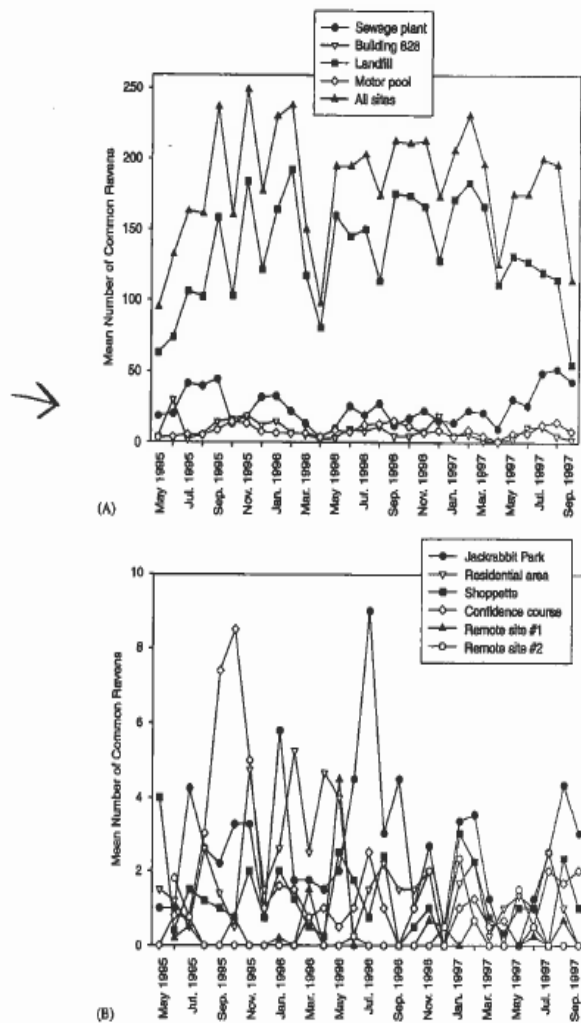 Sewage plant
Building 828
Landfill
Motor pool
All sites
250
200
150
100
50
0
Mean Number of Common Ravens
May 1995
Jul. 1995
Sep. 1995
Nov. 1995
Jan. 1996
Mar. 1996
May 1996
Jul. 1996
Sep. 1996
Nov. 1996
Jan. 1997
Mar. 1997
May 1997
Jul. 1997
Sep. 1997
(A)
Jackrabbit Park
Residential area
Shoppette
Confidence course
Remote site #1
Remote site #2
10
8
6
4
2
0
Mean Number of Common Ravens
May 1995
Jul. 1995
Sep. 1995
Nov. 1995
Jan. 1996
Mar. 1996
May 1996
Jul. 1996
Sep. 1996
Nov. 1996
Jan. 1997
Mar. 1997
May 1997
Jul. 1997
Sep. 1997
(B)